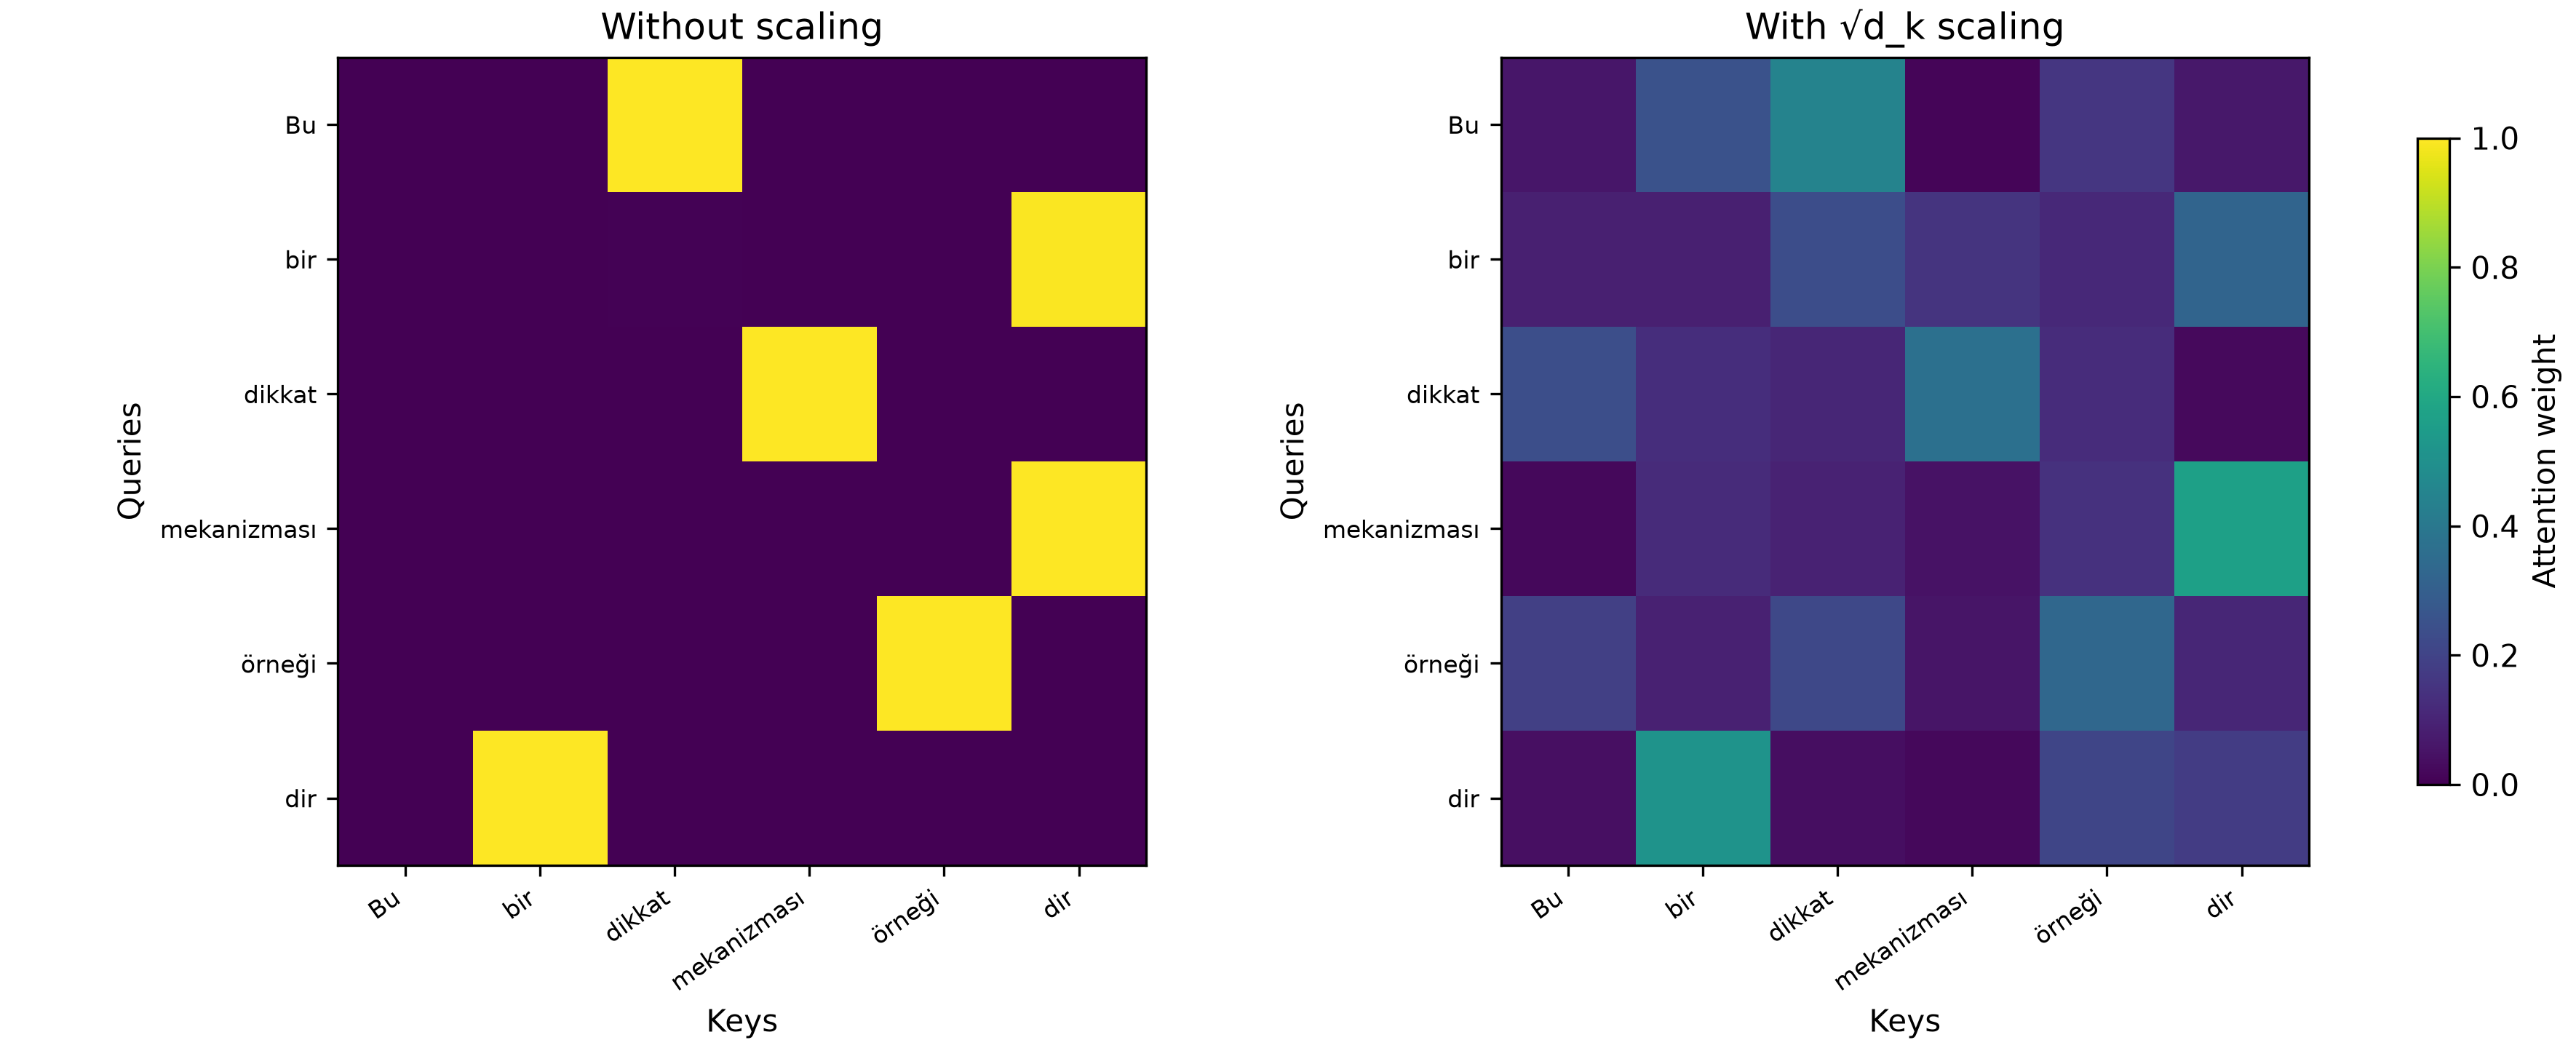 Without scaling
Queries
Bu
bir
dikkat
mekanizması
örneği
dir
Bu
bir
dikkat
mekanizması
örneği
dir
Keys
With √d_k scaling
Queries
Bu
bir
dikkat
mekanizması
örneği
dir
Bu
bir
dikkat
mekanizması
örneği
dir
Keys
1.0
0.8
0.6
0.4
0.2
0.0
Attention weight